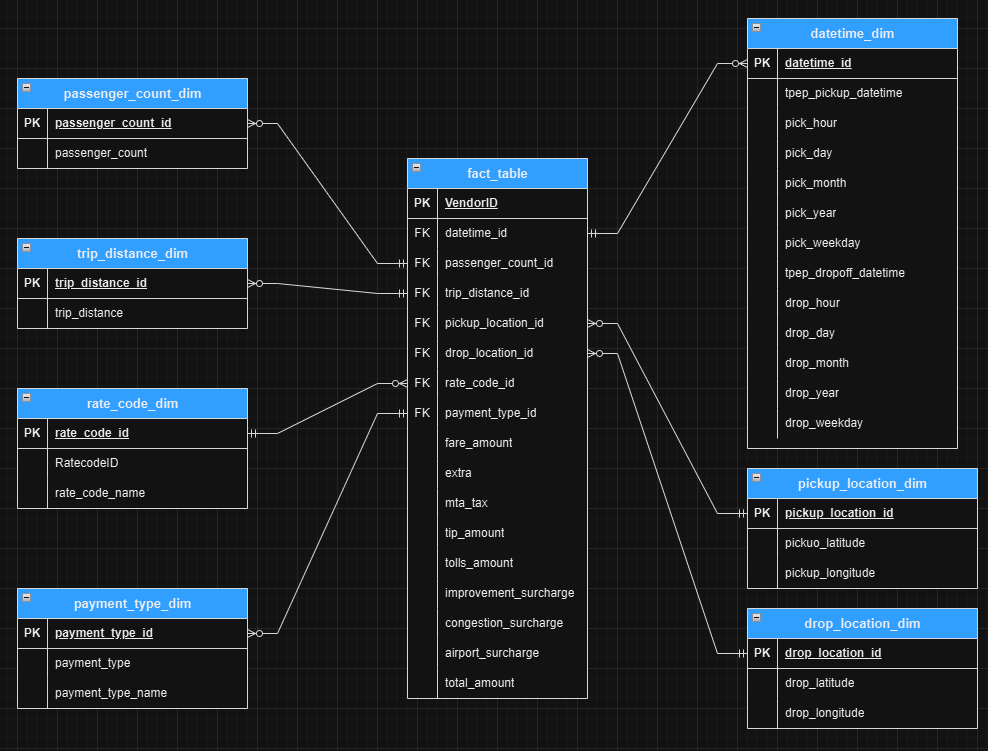 passenger_count_dim
PK passenger_count_id
passenger_count
trip_distance_dim
PK trip_distance_id
trip_distance
rate_code_dim
PK rate_code_id
RatecodeID
rate_code_name
payment_type_dim
PK payment_type_id
payment_type
payment_type_name
fact_table
PK VendorID
FK datetime_id
FK passenger_count_id
FK trip_distance_id
FK pickup_location_id
FK drop_location_id
FK rate_code_id
FK payment_type_id
fare_amount
extra
mta_tax
tip_amount
tolls_amount
improvement_surcharge
congestion_surcharge
airport_surcharge
total_amount
datetime_dim
PK datetime_id
tpep_pickup_datetime
pick_hour
pick_day
pick_month
pick_year
pick_weekday
tpep_dropoff_datetime
drop_hour
drop_day
drop_month
drop_year
drop_weekday
pickup_location_dim
PK pickup_location_id
pickuo_latitude
pickup_longitude
drop_location_dim
PK drop_location_id
drop_latitude
drop_longitude